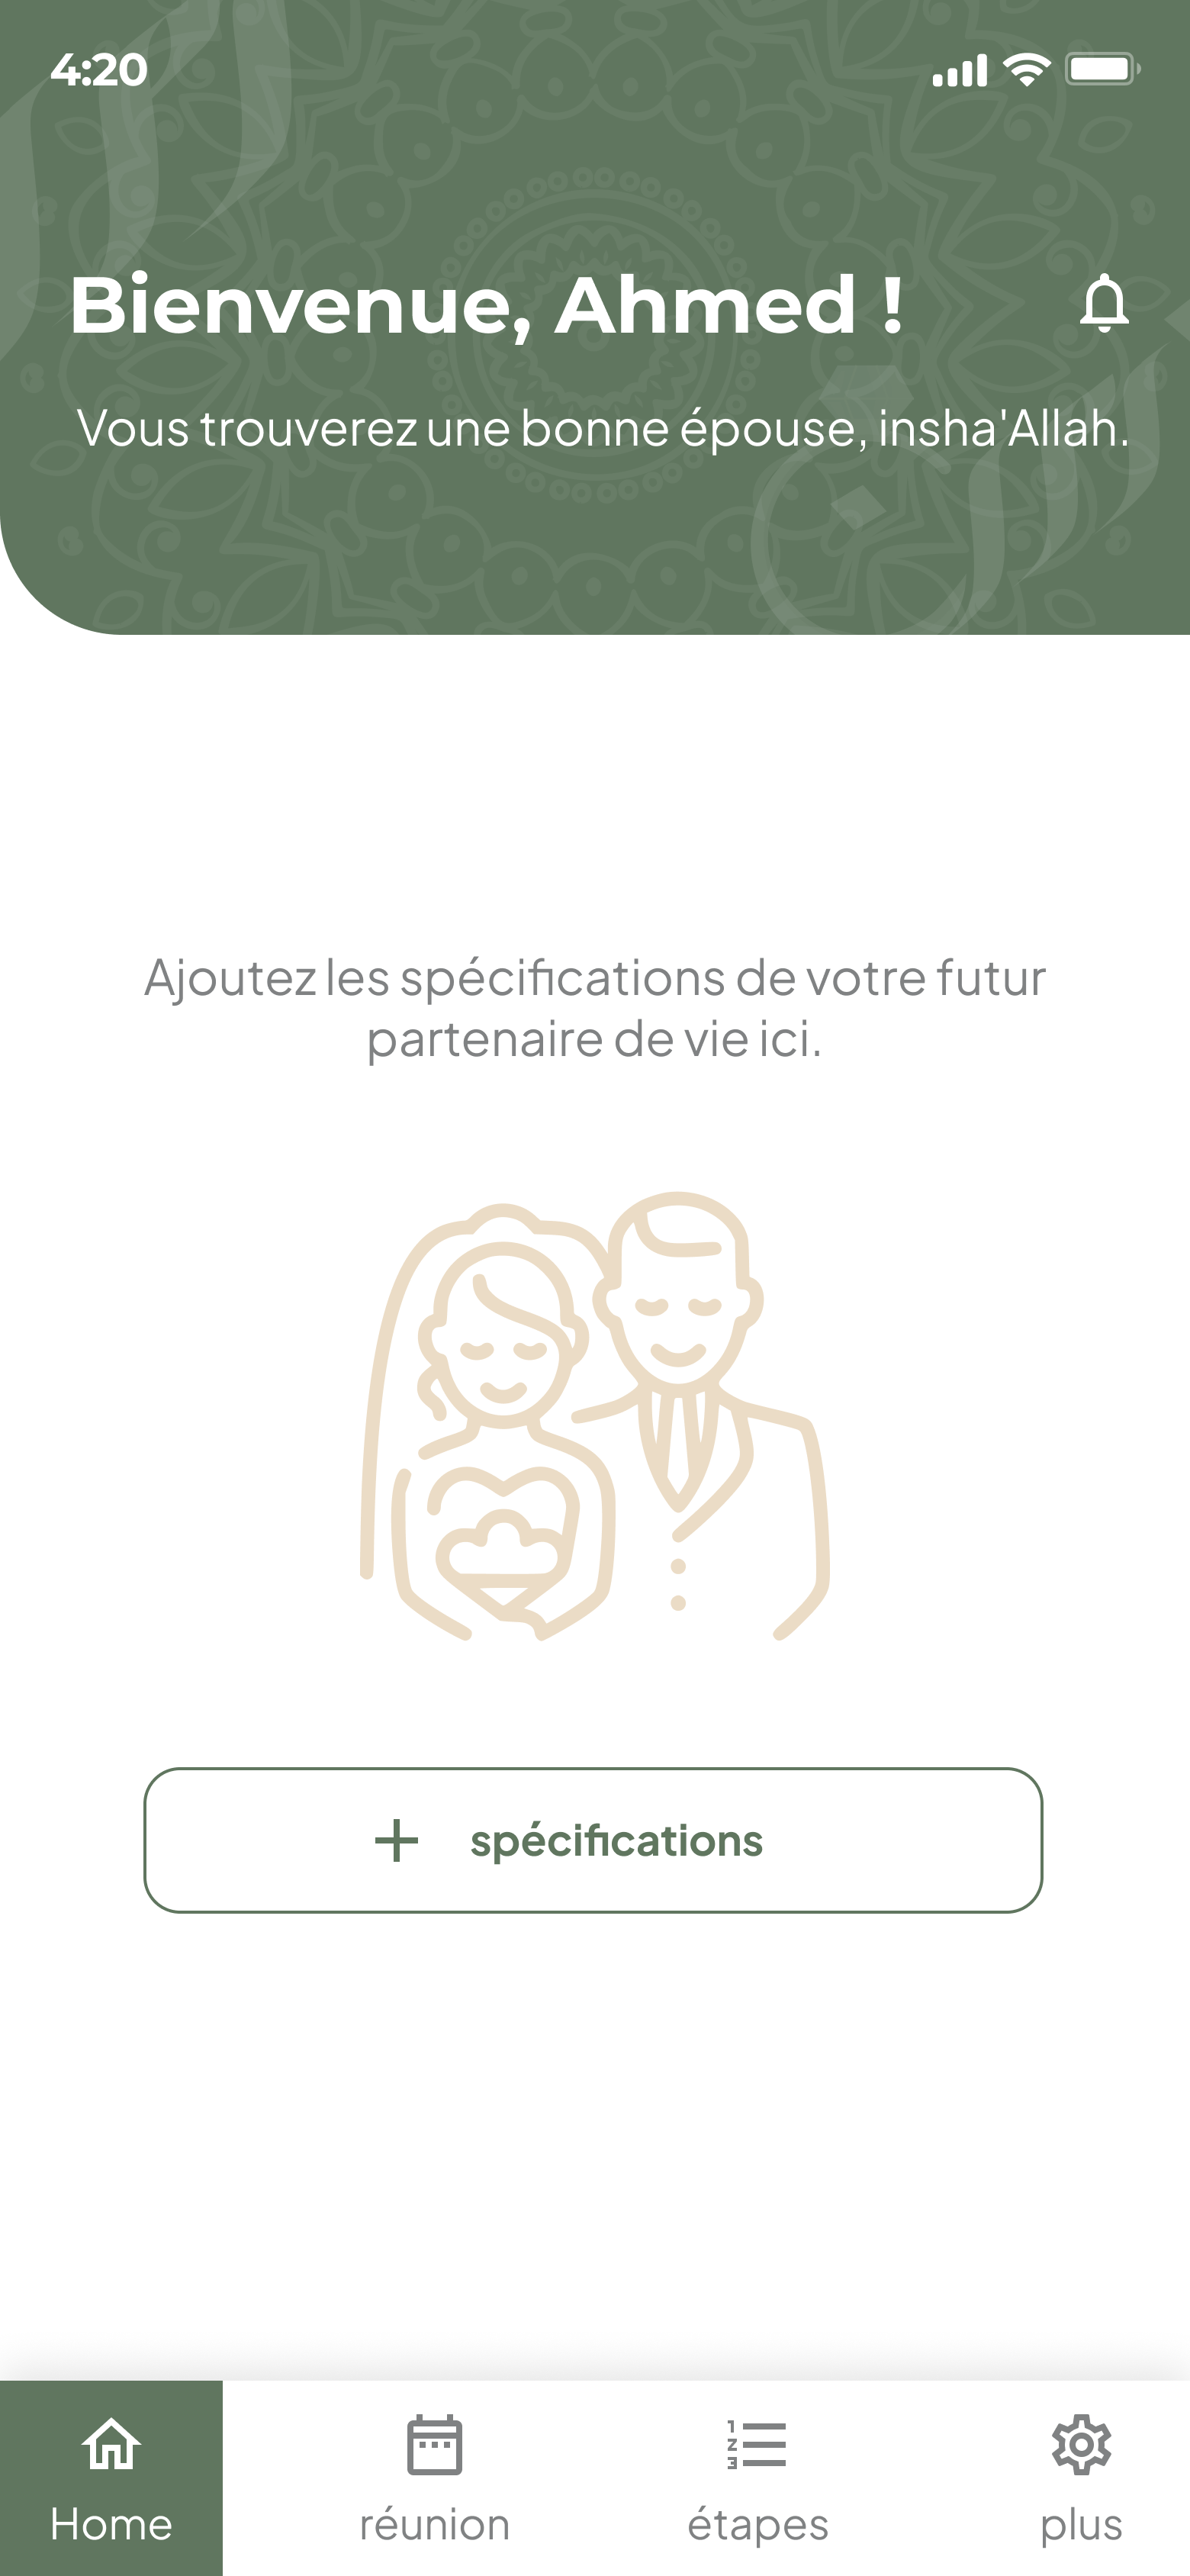 4:20
Bienvenue, Ahmed !
Vous trouverez une bonne épouse, insha'Allah.
Ajoutez les spécifications de votre futur
partenaire de vie ici.
+ spécifications
Home
réunion
étapes
plus